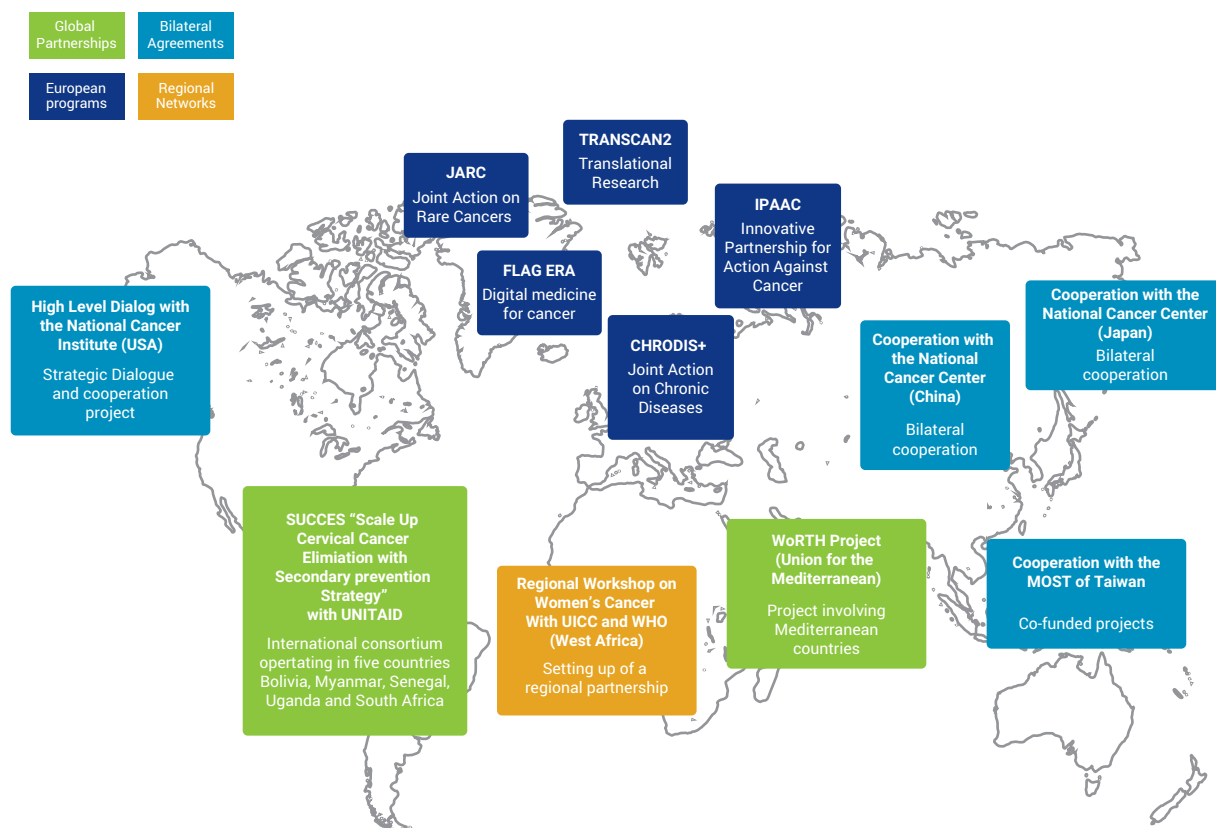 Global
Partnerships
Bilateral
Agreements
European
programs
Regional
Networks
TRANSCAN2
Translational
Research
JARC
Joint Action on
Rare Cancers
IPAAC
Innovative
Partnership for
Action Against
Cancer
FLAG ERA
Digital medicine
for cancer
High Level Dialog with
the National Cancer
Institute (USA)
Strategic Dialogue
and cooperation
project
CHRODIS+
Joint Action
on Chronic
Diseases
Cooperation with
the National
Cancer Center
(China)
Bilateral
cooperation
Cooperation with the
National Cancer Center
(Japan)
Bilateral
cooperation
SUCCES “Scale Up
Cervical Cancer
Elimiation with
Secondary prevention
Strategy”
with UNITAID
International consortium
opertating in five countries
Bolivia, Myanmar, Senegal,
Uganda and South Africa
Regional Workshop on
Women’s Cancer
With UICC and WHO
(West Africa)
Setting up of a
regional partnership
WoRTH Project
(Union for the
Mediterranean)
Project involving
Mediterranean
countries
Cooperation with the
MOST of Taiwan
Co-funded projects